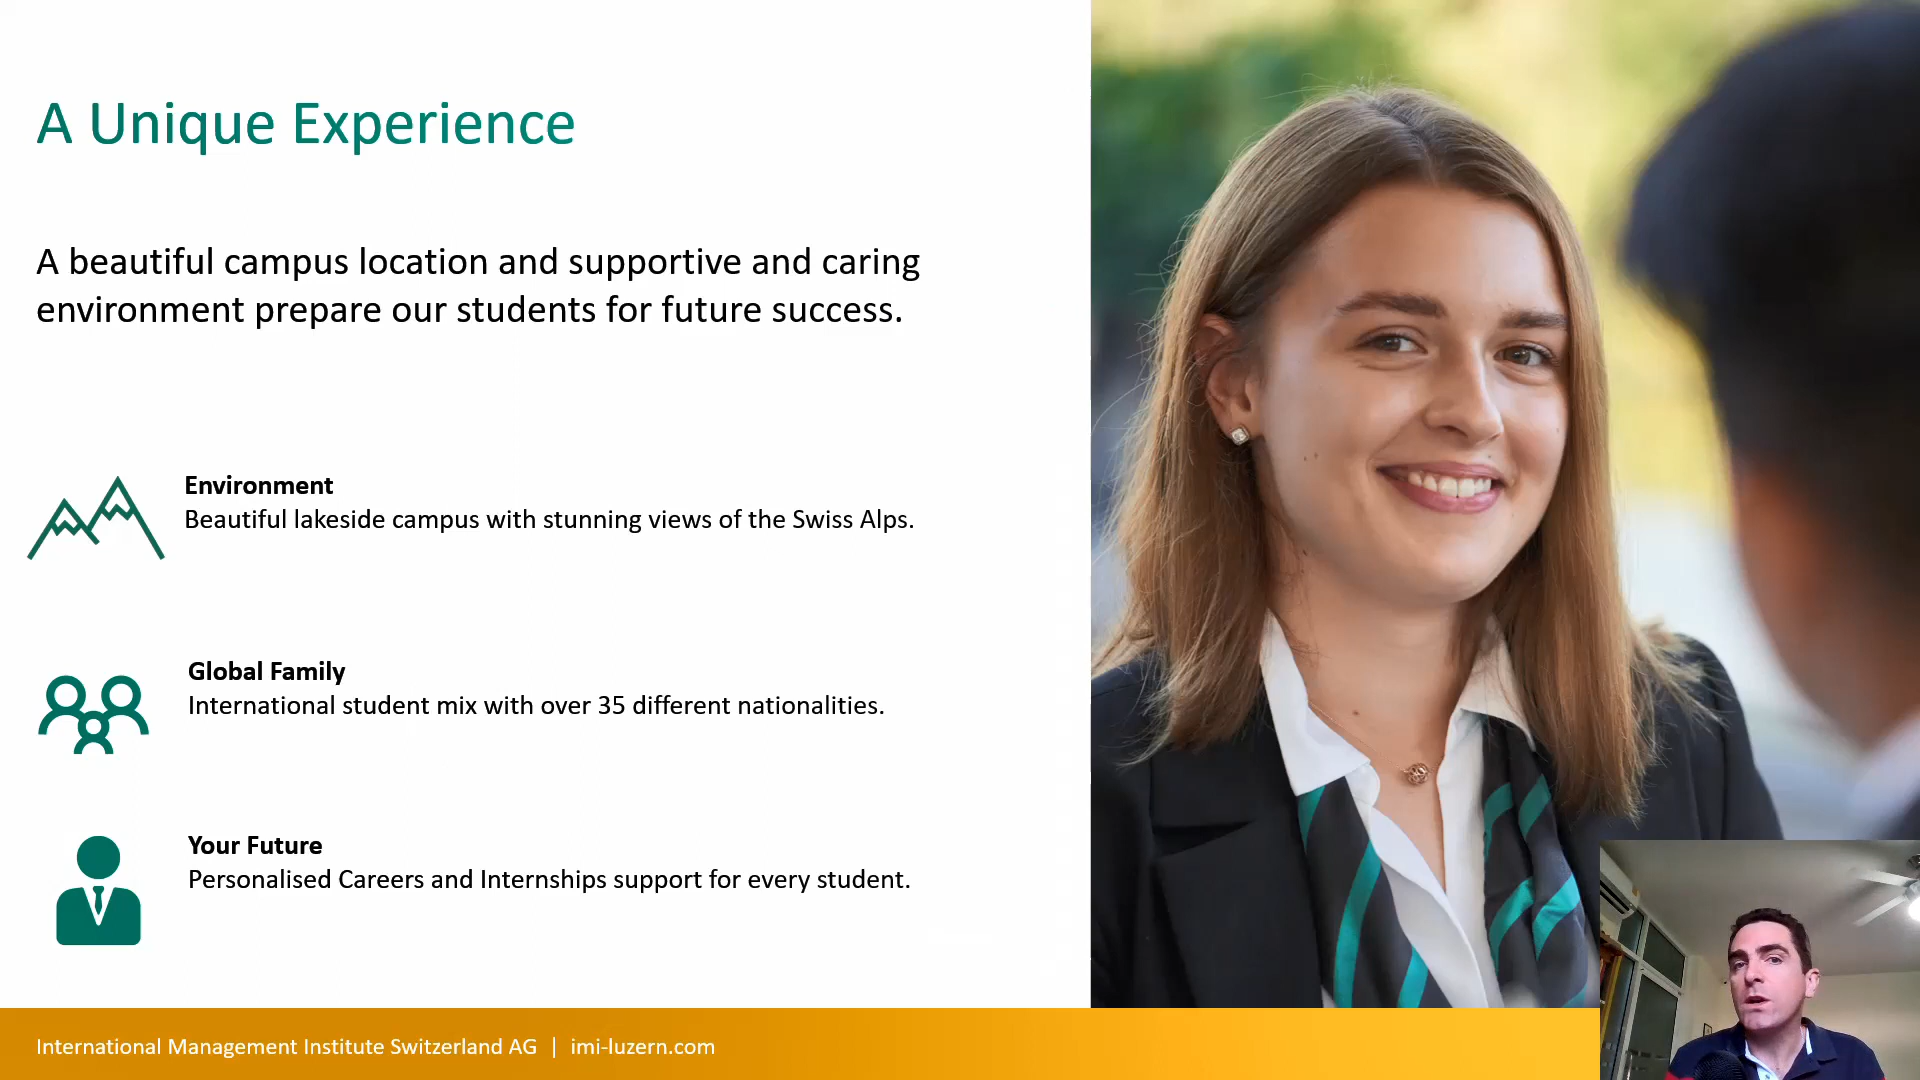 A Unique Experience
A beautiful campus location and supportive and caring
environment prepare our students for future success.
Environment
Beautiful lakeside campus with stunning views of the Swiss Alps.
Global Family
International student mix with over 35 different nationalities.
Your Future
Personalised Careers and Internships support for every student.
International Management Institute Switzerland AG | imi-luzern.com